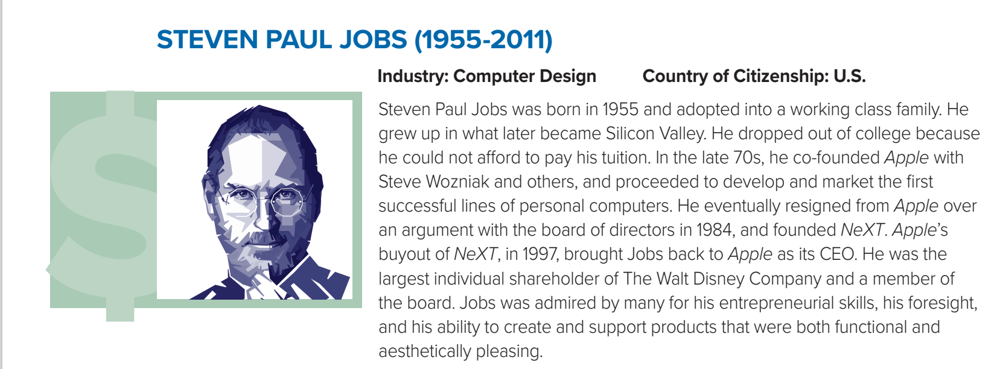 STEVEN PAUL JOBS (1955-2011)
Industry: Computer Design Country of Citizenship: U.S.
Steven Paul Jobs was born in 1955 and adopted into a working class family. He
grew up in what later became Silicon Valley. He dropped out of college because
he could not afford to pay his tuition. In the late 70s, he co-founded Apple with
Steve Wozniak and others, and proceeded to develop and market the first
successful lines of personal computers. He eventually resigned from Apple over
an argument with the board of directors in 1984, and founded NeXT. Apple’s
buyout of NeXT, in 1997, brought Jobs back to Apple as its CEO. He was the
largest individual shareholder of The Walt Disney Company and a member of
the board. Jobs was admired by many for his entrepreneurial skills, his foresight,
and his ability to create and support products that were both functional and
aesthetically pleasing.
$